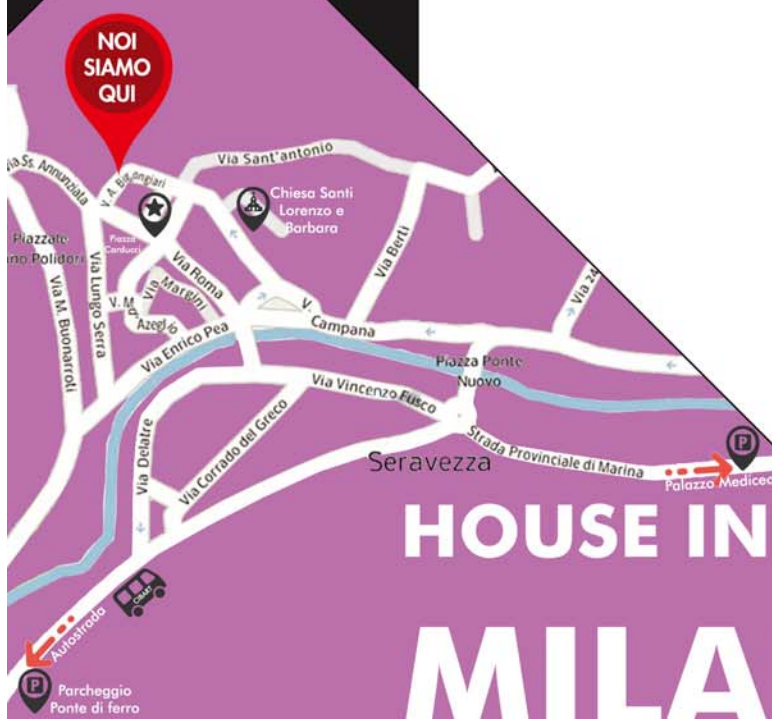 NOI
SIAMO
QUI
Via Sant'antonio
Via Ss. Annunziata
V. A. Bigongiari
Chiesa Santi
Lorenzo e
Barbara
Piazza
Carducci
Piazzale
no Polidori
Via Roma
Via Berti
Via 24
Via Lungo Serra
Via M. Buonarroti
Via
Margini
V. M.
Azeglio
V.
Campana
Via Enrico Pea
Piazza Ponte
Nuovo
Via Vincenzo Fusco
Via Delatre
Via Corrado del Greco
Strada Provinciale di Marina
Seravezza
P
Palazzo Mediceo
HOUSE IN
CIBART
Autostrada
MILA
P
Parcheggio
Ponte di ferro